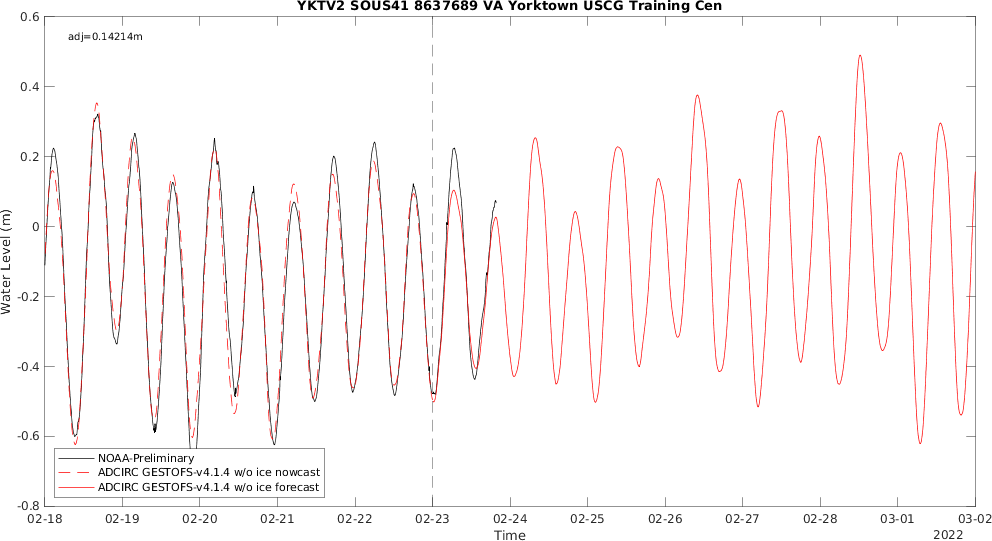 YKTV2 SOUS41 8637689 VA Yorktown USCG Training Cen
adj=0.14214m
0.6
0.4
0.2
0
-0.2
-0.4
-0.6
-0.8
Water Level (m)
NOAA-Preliminary
ADCIRC GESTOFS-v4.1.4 w/o ice nowcast
ADCIRC GESTOFS-v4.1.4 w/o ice forecast
02-18 02-19 02-20 02-21 02-22 02-23 02-24 02-25 02-26 02-27 02-28 03-01 03-02
Time
2022